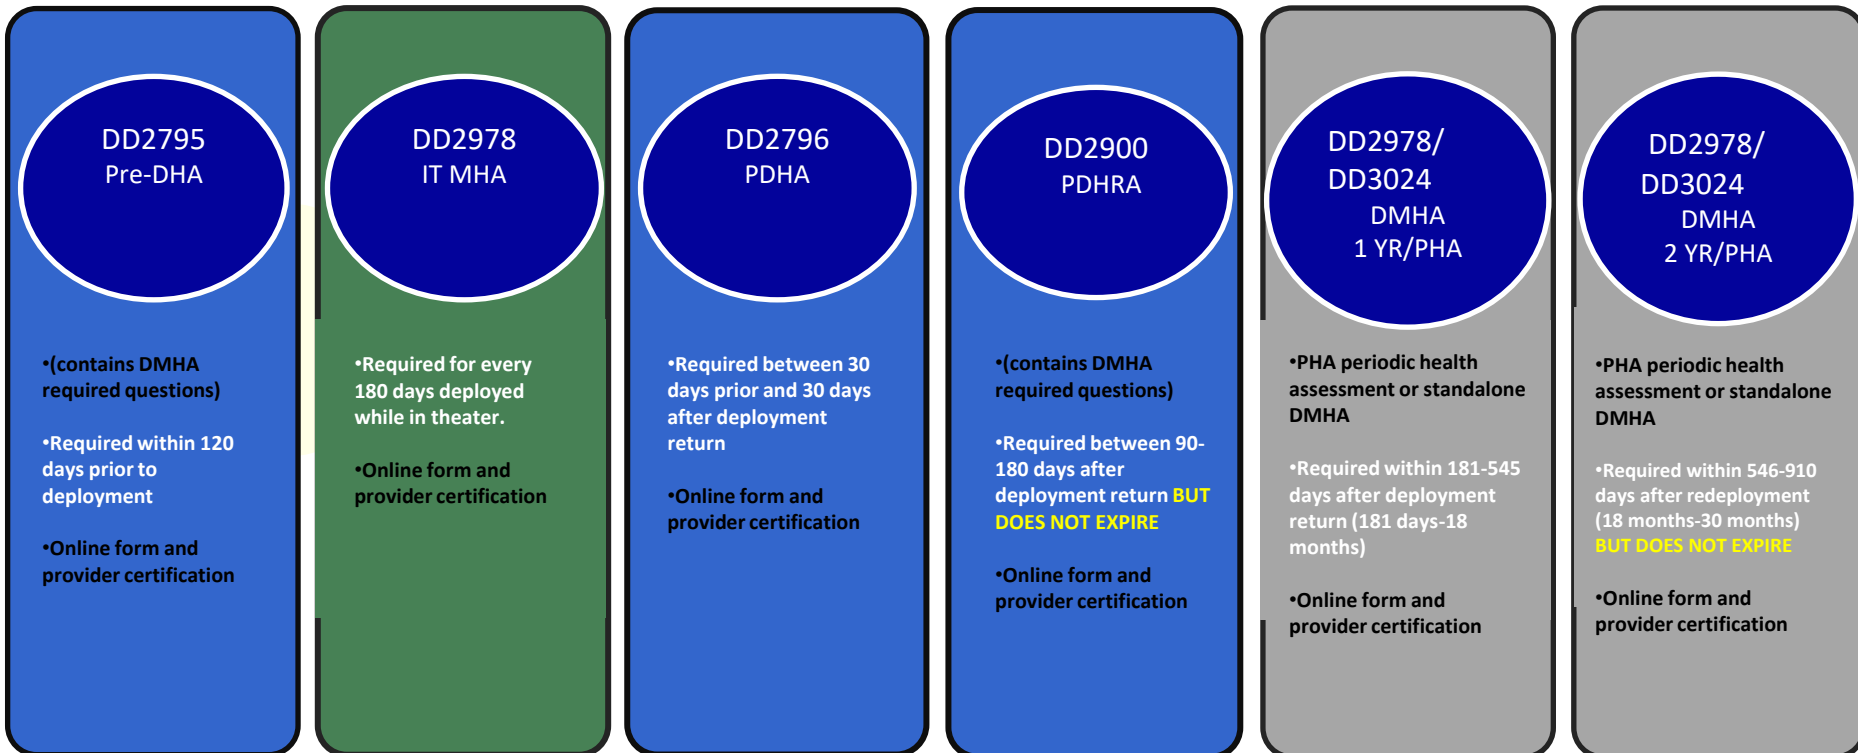 DD2795
Pre-DHA
•(contains DMHA
required questions)
•Required within 120
days prior to
deployment
•Online form and
provider certification
DD2978
IT MHA
•Required for every
180 days deployed
while in theater.
•Online form and
provider certification
DD2796
PDHA
•Required between 30
days prior and 30 days
after deployment
return
•Online form and
provider certification
DD2900
PDHRA
•(contains DMHA
required questions)
•Required between 90-
180 days after
deployment return BUT
DOES NOT EXPIRE
•Online form and
provider certification
DD2978/
DD3024
DMHA
1 YR/PHA
•PHA periodic health
assessment or standalone
DMHA
•Required within 181-545
days after deployment
return (181 days-18
months)
•Online form and
provider certification
DD2978/
DD3024
DMHA
2 YR/PHA
•PHA periodic health
assessment or standalone
DMHA
•Required within 546-910
days after redeployment
(18 months-30 months)
BUT DOES NOT EXPIRE
•Online form and
provider certification